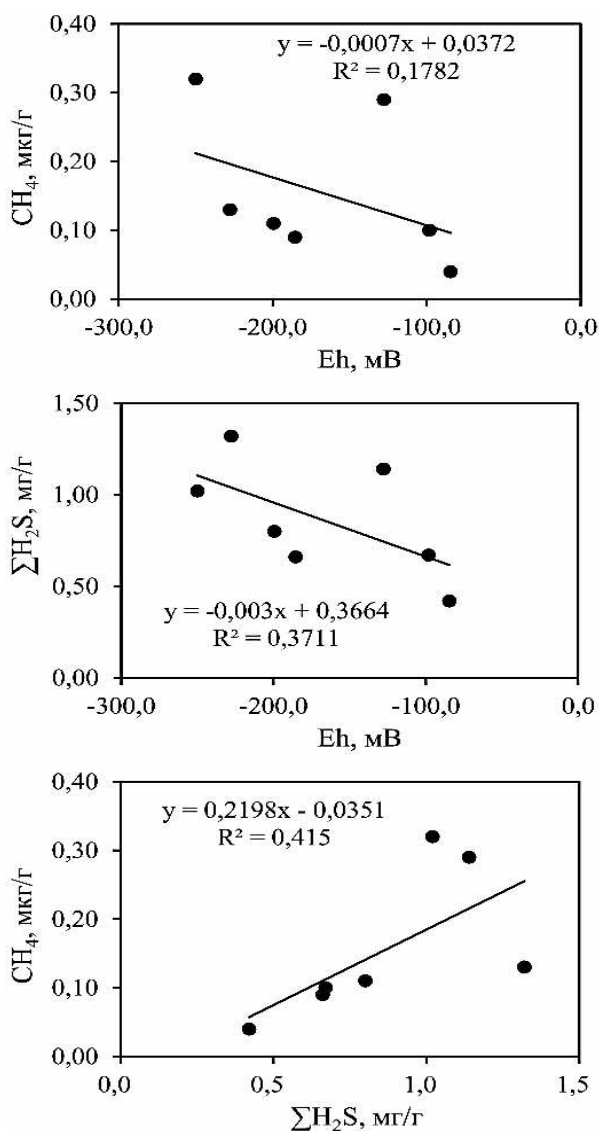 0,40
y = -0,0007x + 0,0372
R² = 0,1782
0,30
CH₄, мкг/г
0,20
0,10
0,00
-300,0 -200,0 -100,0 0,0
Eh, мВ
1,50
∑H₂S, мг/г
1,00
0,50
y = -0,003x + 0,3664
R² = 0,3711
0,00
-300,0 -200,0 -100,0 0,0
Eh, мВ
0,40
y = 0,2198x - 0,0351
R² = 0,415
0,30
CH₄, мкг/г
0,20
0,10
0,00
0,0 0,5 1,0 1,5
∑H₂S, мг/г